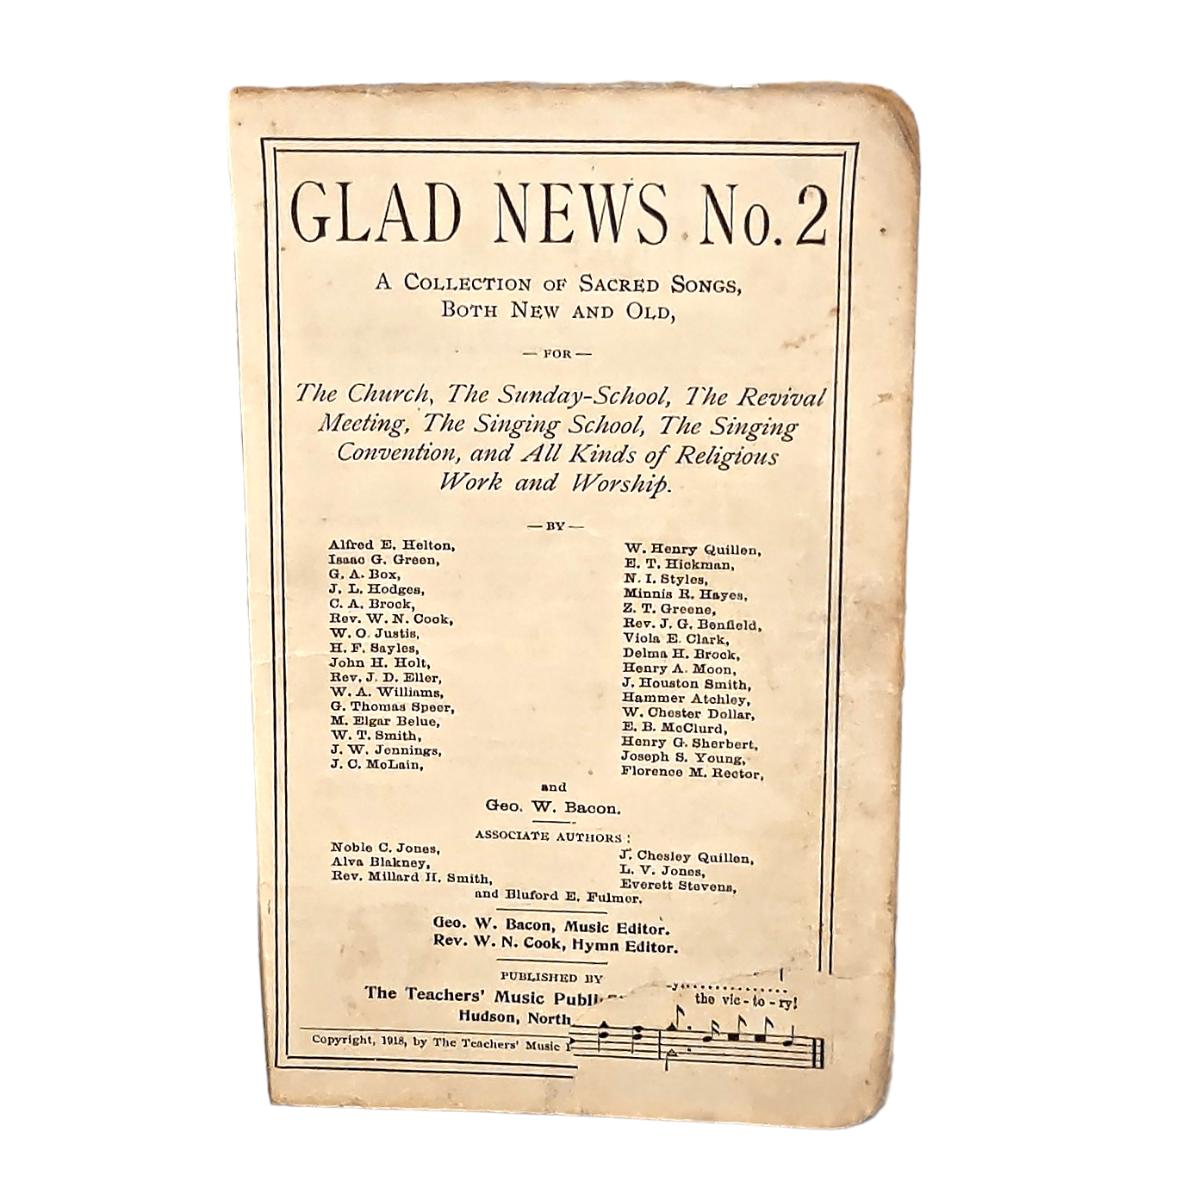 GLAD NEWS No. 2
A COLLECTION OF SACRED SONGS,
BOTH NEW AND OLD,
— FOR —
The Church, The Sunday-School, The Revival
Meeting, The Singing School, The Singing
Convention, and All Kinds of Religious
Work and Worship.
— BY —
Alfred E. Helton,
Isaac G. Green,
G. A. Box,
J. L. Hodges,
C. A. Brock,
Rev. W. N. Cook,
W. O. Justis,
H. F. Sayles,
John H. Holt,
Rev. J. D. Eller,
W. A. Williams,
G. Thomas Speer,
M. Elgar Belue,
W. T. Smith,
J. W. Jennings,
J. C. McLain,
W. Henry Quillen,
E. T. Hickman,
N. I. Styles,
Minnis R. Hayes,
Z. T. Greene,
Rev. J. G. Benfield,
Viola E. Clark,
Delma H. Brock,
Henry A. Moon,
J. Houston Smith,
Hammer Atchley,
W. Chester Dollar,
E. B. McClurd,
Henry G. Sherbert,
Joseph S. Young,
Florence M. Rector,
and
Geo. W. Bacon.
ASSOCIATE AUTHORS:
Noble C. Jones,
Alva Blakney,
Rev. Millard H. Smith,
J. Chesley Quillen,
L. V. Jones,
Everett Stevens,
and Bluford E. Fulmer.
Geo. W. Bacon, Music Editor.
Rev. W. N. Cook, Hymn Editor.
PUBLISHED BY
The Teachers' Music
Hudson, North
Copyright, 1918, by The Teachers' Music
the vic-to-ry!